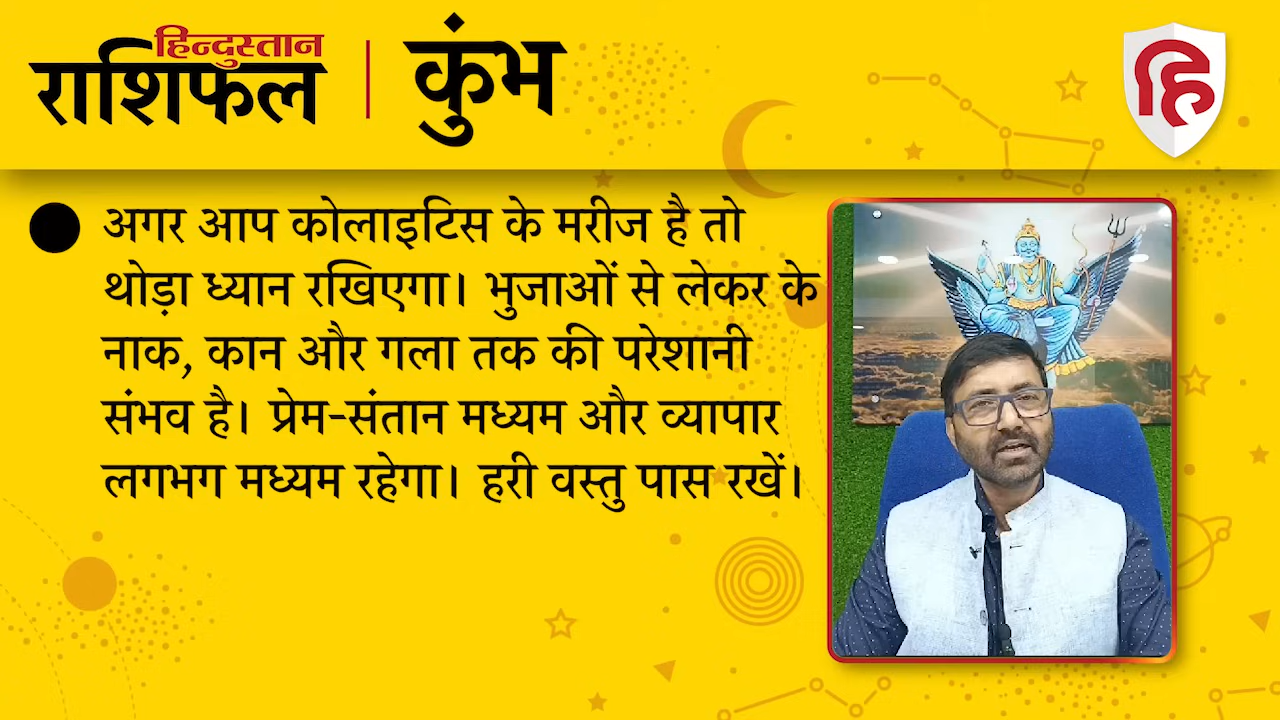 हिन्दुस्तान
राशिफल
कुंभ
हि
अगर आप कोलाइटिस के मरीज है तो
थोड़ा ध्यान रखिएगा। भुजाओं से लेकर के
नाक, कान और गला तक की परेशानी
संभव है। प्रेम-संतान मध्यम और व्यापार
लगभग मध्यम रहेगा। हरी वस्तु पास रखें।